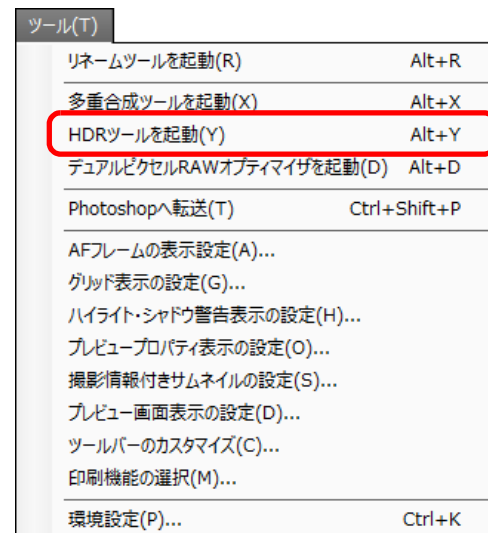 ツール(T)
リネームツールを起動(R) Alt+R
多重合成ツールを起動(X) Alt+X
HDRツールを起動(Y) Alt+Y
デュアルピクセルRAWオプティマイザを起動(D) Alt+D
Photoshopへ転送(T) Ctrl+Shift+P
AFフレームの表示設定(A)...
グリッド表示の設定(G)...
ハイライト・シャドウ警告表示の設定(H)...
プレビュープロパティ表示の設定(O)...
撮影情報付きサムネイルの設定(S)...
プレビュー画面表示の設定(D)...
ツールバーのカスタマイズ(C)...
印刷機能の選択(M)...
環境設定(P)... Ctrl+K